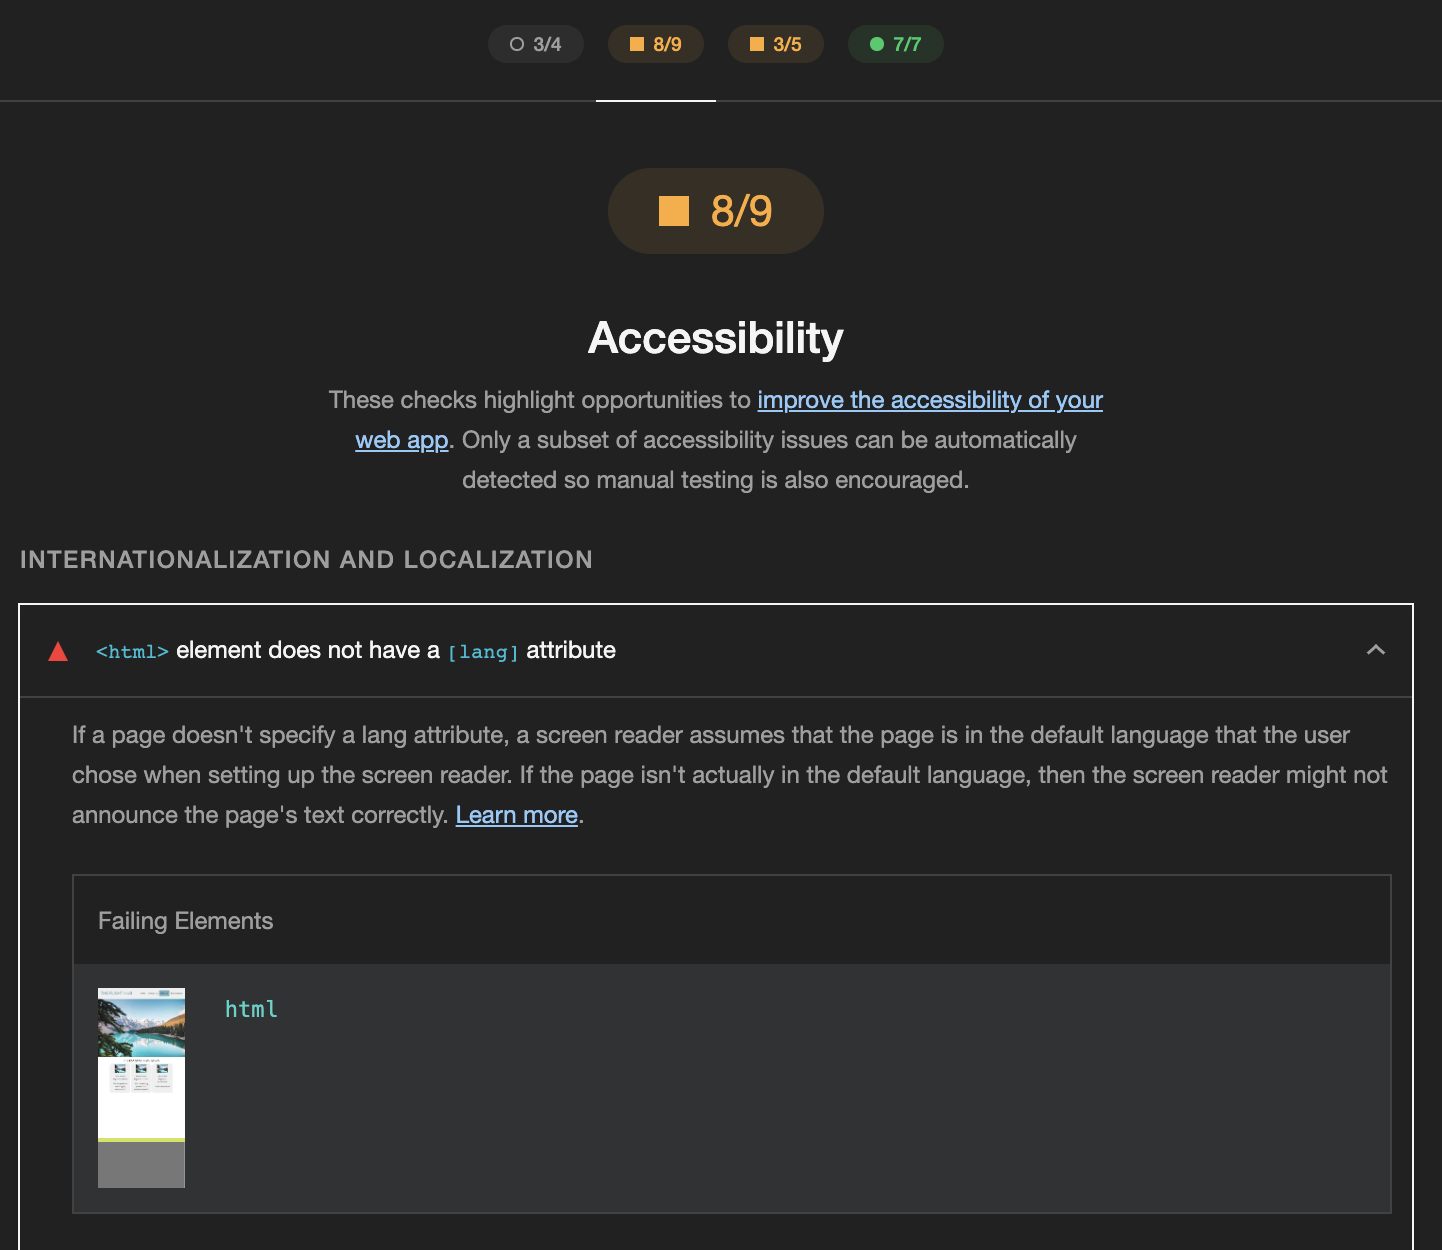 3/4 8/9 3/5 7/7
8/9
Accessibility
These checks highlight opportunities to improve the accessibility of your
web app. Only a subset of accessibility issues can be automatically
detected so manual testing is also encouraged.
INTERNATIONALIZATION AND LOCALIZATION
<html> element does not have a [lang] attribute
If a page doesn't specify a lang attribute, a screen reader assumes that the page is in the default language that the user
chose when setting up the screen reader. If the page isn't actually in the default language, then the screen reader might not
announce the page's text correctly. Learn more.
Failing Elements
html